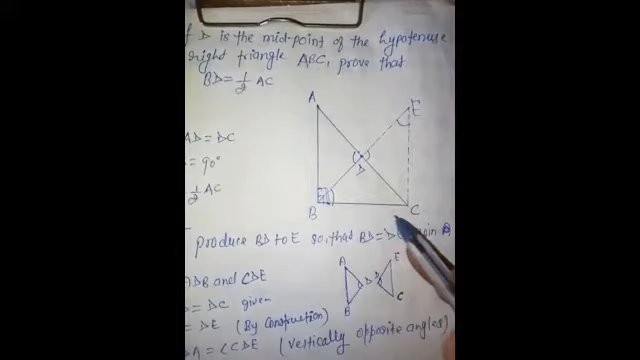 D is the mid-point of the hypotenuse
right triangle ABC, prove that
BD = 1/2 AC
A
E
AD = DC
= 90°
D
1/2 AC
B
C
produce BD to E so, that BD = D join
ADB and CDE
A
E
D
D
= DC given
C
B
= DE (By Construction)
A = ∠CDE (vertically opposite angles)